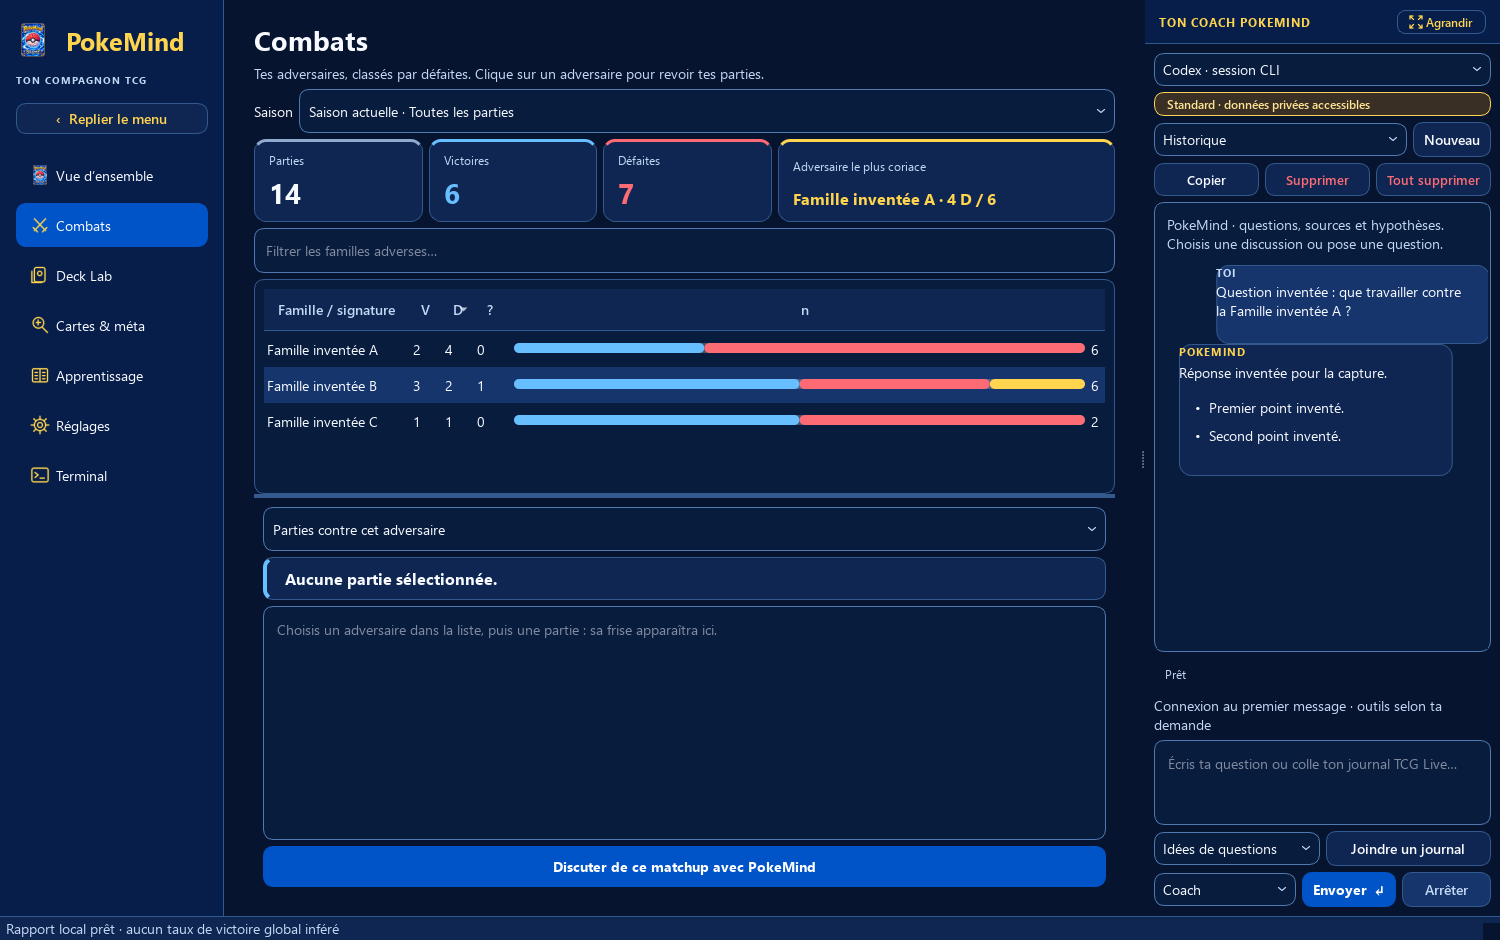 PokeMind
TON COMPAGNON TCG
‹ Replier le menu
Vue d'ensemble
Combats
Deck Lab
Cartes & méta
Apprentissage
Réglages
Terminal
Combats
Tes adversaires, classés par défaites. Clique sur un adversaire pour revoir tes parties.
Saison
Saison actuelle · Toutes les parties
Parties
14
Victoires
6
Défaites
7
Adversaire le plus coriace
Famille inventée A · 4 D / 6
Filtrer les familles adverses…
Famille / signature V D ? n
Famille inventée A 2 4 0 6
Famille inventée B 3 2 1 6
Famille inventée C 1 1 0 2
Parties contre cet adversaire
Aucune partie sélectionnée.
Choisis un adversaire dans la liste, puis une partie : sa frise apparaîtra ici.
Discuter de ce matchup avec PokeMind
TON COACH POKEMIND
Agrandir
Codex · session CLI
Standard · données privées accessibles
Historique
Nouveau
Copier
Supprimer
Tout supprimer
PokeMind · questions, sources et hypothèses.
Choisis une discussion ou pose une question.
TOI
Question inventée : que travailler contre
la Famille inventée A ?
POKEMIND
Réponse inventée pour la capture.
• Premier point inventé.
• Second point inventé.
Prêt
Connexion au premier message · outils selon ta
demande
Écris ta question ou colle ton journal TCG Live…
Idées de questions
Joindre un journal
Coach
Envoyer ↲
Arrêter
Rapport local prêt · aucun taux de victoire global inféré